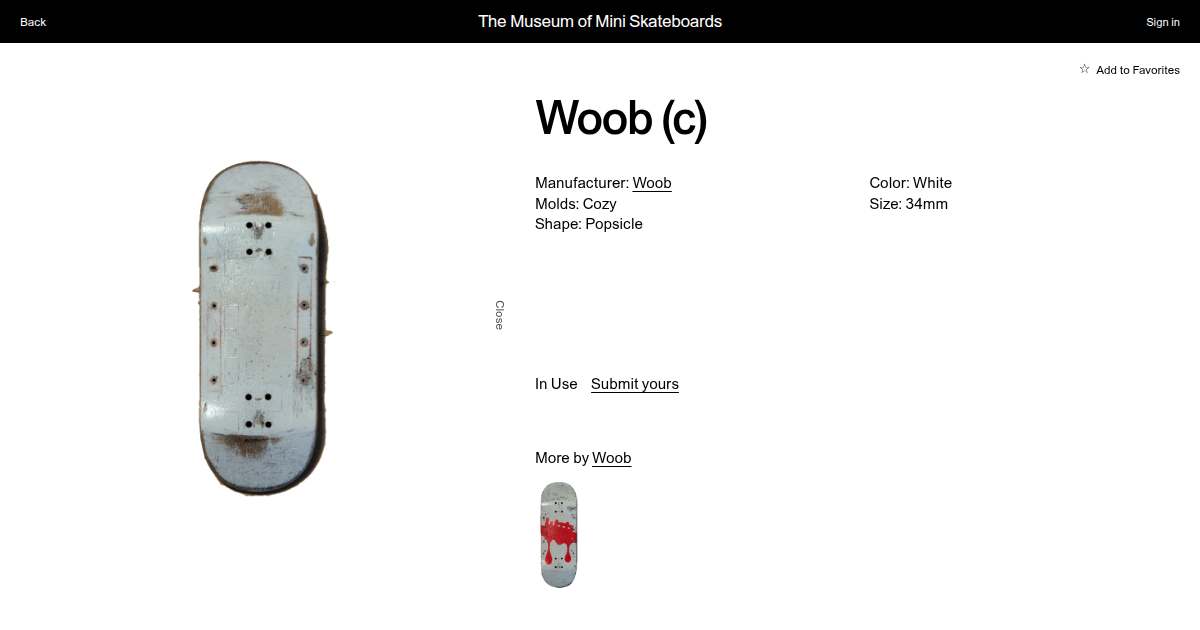 Back
The Museum of Mini Skateboards
Sign in
☆ Add to Favorites
Woob (c)
Manufacturer: Woob
Molds: Cozy
Shape: Popsicle
Color: White
Size: 34mm
Close
In Use Submit yours
More by Woob